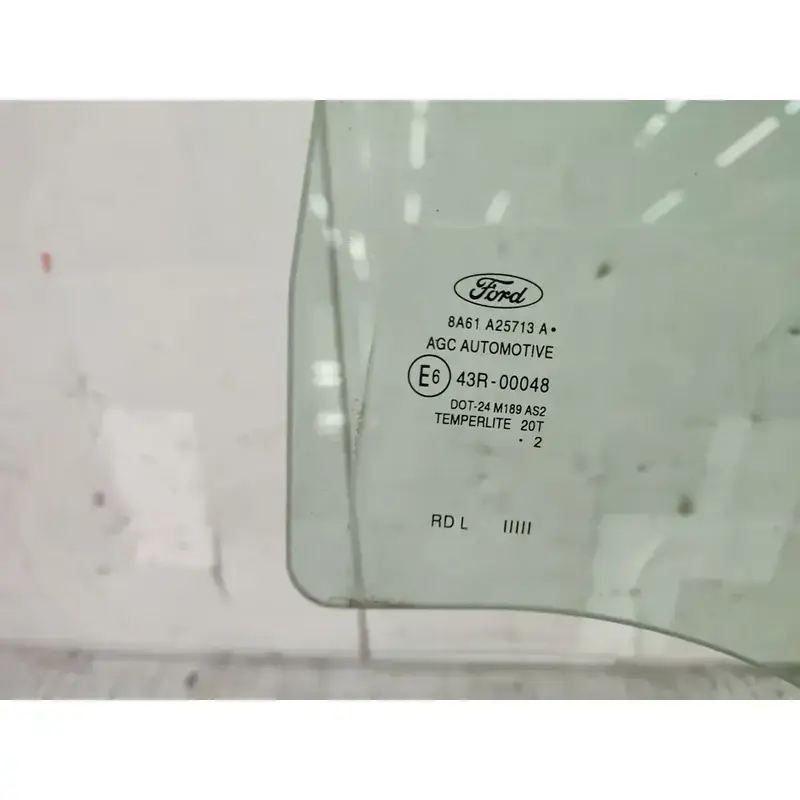 Ford
8A61 A25713 A•
AGC AUTOMOTIVE
E6 43R-00048
DOT-24 M189 AS2
TEMPERLITE 20T
· 2
RD L IIIII